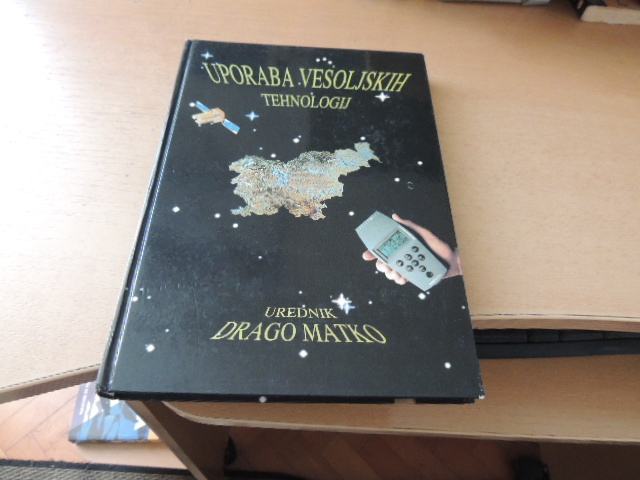 UPORABA VESOLJSKIH
TEHNOLOGIJ
UREDNIK
DRAGO MATKO